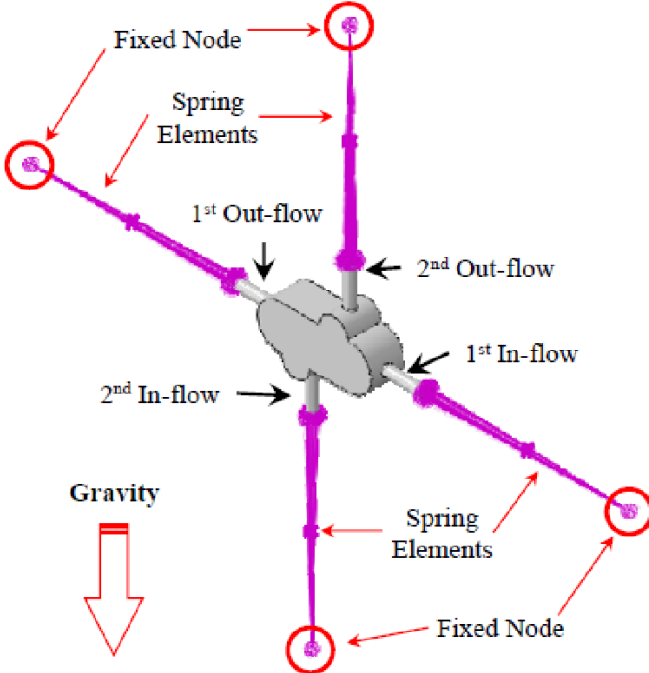 Fixed Node
Spring
Elements
1st Out-flow
2nd Out-flow
1st In-flow
2nd In-flow
Gravity
Spring
Elements
Fixed Node